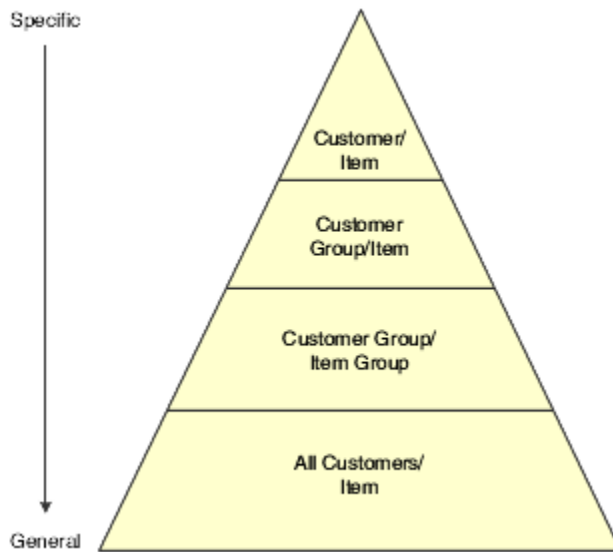 Specific
Customer/
Item
Customer
Group/Item
Customer Group/
Item Group
All Customers/
Item
General